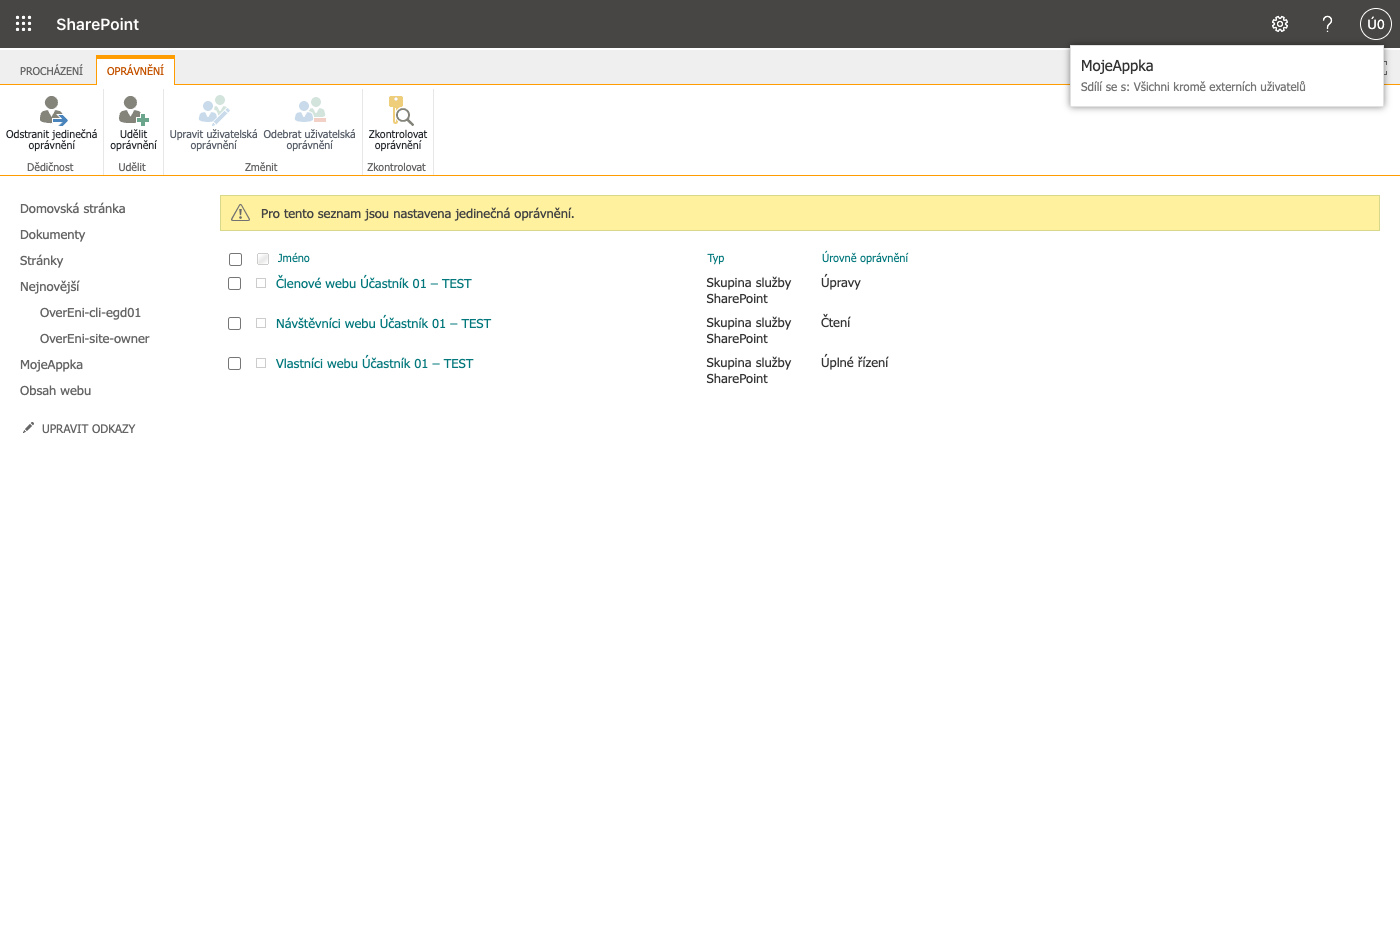 SharePoint
?
Ú0
PROCHÁZENÍ
OPRÁVNĚNÍ
MojeAppka
Sdílí se s: Všichni kromě externích uživatelů
Odstranit jedinečná
oprávnění
Dědičnost
Udělit
oprávnění
Udělit
Upravit uživatelská
oprávnění
Odebrat uživatelská
oprávnění
Změnit
Zkontrolovat
oprávnění
Zkontrolovat
Domovská stránka
Dokumenty
Stránky
Nejnovější
OverEni-cli-egd01
OverEni-site-owner
MojeAppka
Obsah webu
UPRAVIT ODKAZY
Pro tento seznam jsou nastavena jedinečná oprávnění.
Jméno Typ Úrovně oprávnění
Členové webu Účastník 01 – TEST Skupina služby Úpravy
SharePoint
Návštěvníci webu Účastník 01 – TEST Skupina služby Čtení
SharePoint
Vlastníci webu Účastník 01 – TEST Skupina služby Úplné řízení
SharePoint